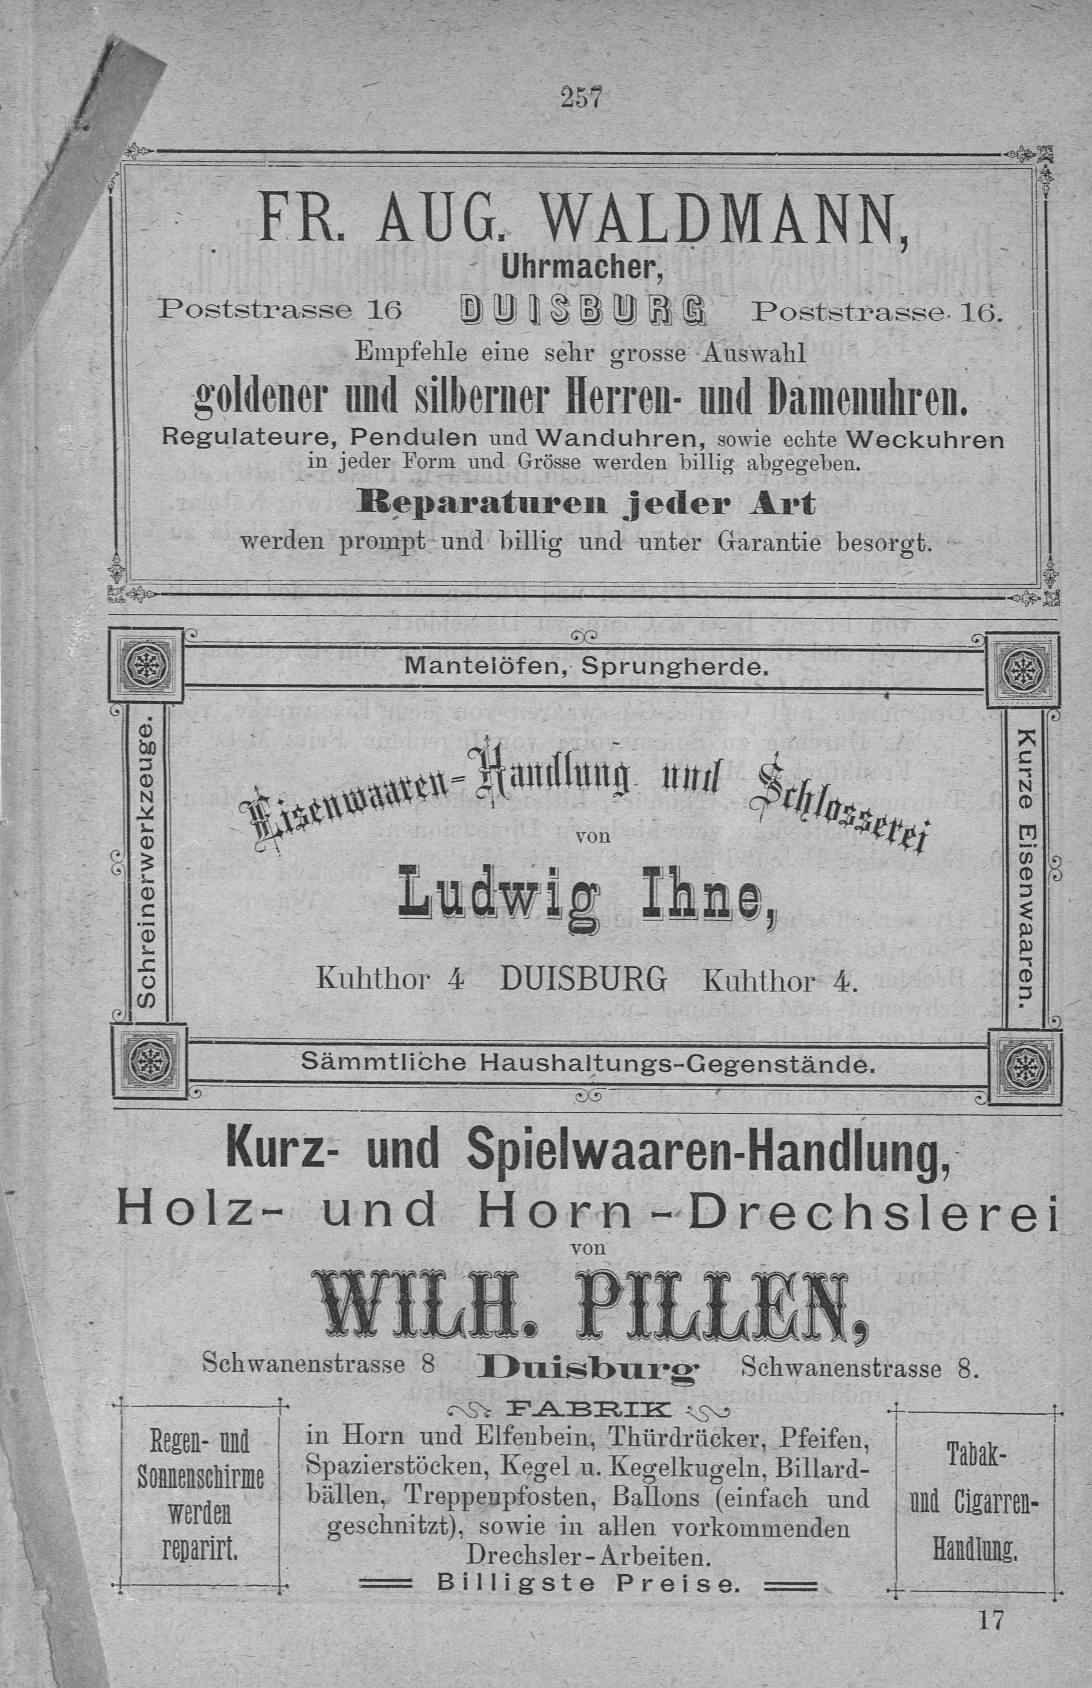 257
FR. AUG. WALDMANN,
Uhrmacher,
Poststrasse 16 DUISBURG Poststrasse 16.
Empfehle eine sehr grosse Auswahl
goldener und silberner Herren- und Damenuhren.
Regulateure, Pendulen und Wanduhren, sowie echte Weckuhren
in jeder Form und Grösse werden billig abgegeben.
Reparaturen jeder Art
werden prompt und billig und unter Garantie besorgt.
Mantelöfen, Sprungherde.
Schreinerwerkzeuge.
Eisenwaaren-Handlung und Schlosserei
von
Ludwig Ihne,
Kuhthor 4 DUISBURG Kuhthor 4.
Kurze Eisenwaaren.
Sämmtliche Haushaltungs-Gegenstände.
Kurz- und Spielwaaren-Handlung,
Holz- und Horn-Drechslerei
von
WILH. PILLEN,
Schwanenstrasse 8 Duisburg Schwanenstrasse 8.
Regen- und
Sonnenschirme
werden
reparirt.
FABRIK
in Horn und Elfenbein, Thürdrücker, Pfeifen,
Spazierstöcken, Kegel u. Kegelkugeln, Billard-
bällen, Treppenpfosten, Ballons (einfach und
geschnitzt), sowie in allen vorkommenden
Drechsler-Arbeiten.
Billigste Preise.
Tabak-
und Cigarren-
Handlung.
17